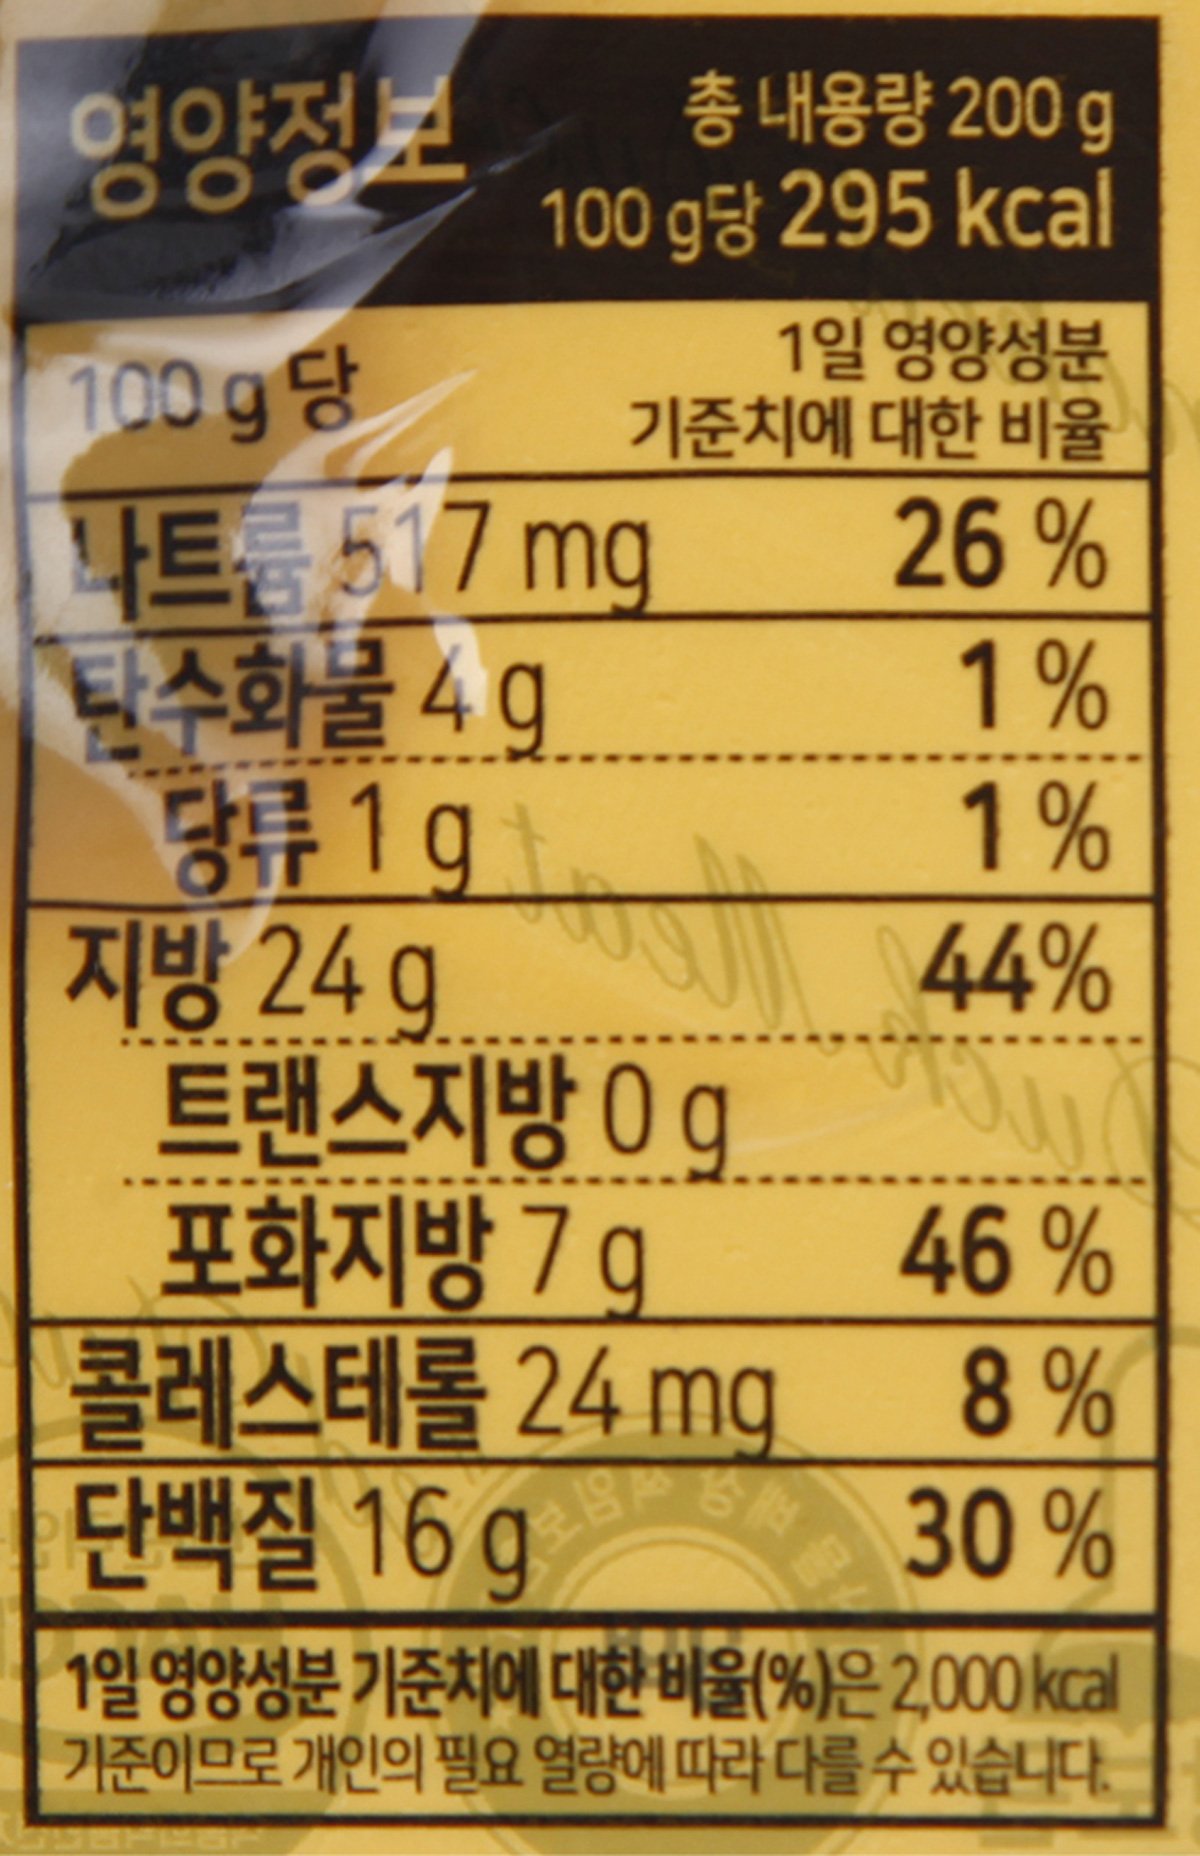 영양정보
총 내용량 200 g
100 g당 295 kcal
100 g 당
1일 영양성분
기준치에 대한 비율
나트륨 517 mg 26 %
탄수화물 4 g 1 %
당류 1 g 1 %
지방 24 g 44%
트랜스지방 0 g
포화지방 7 g 46 %
콜레스테롤 24 mg 8 %
단백질 16 g 30 %
1일 영양성분 기준치에 대한 비율(%)은 2,000 kcal
기준이므로 개인의 필요 열량에 따라 다를 수 있습니다.
Duck Meat